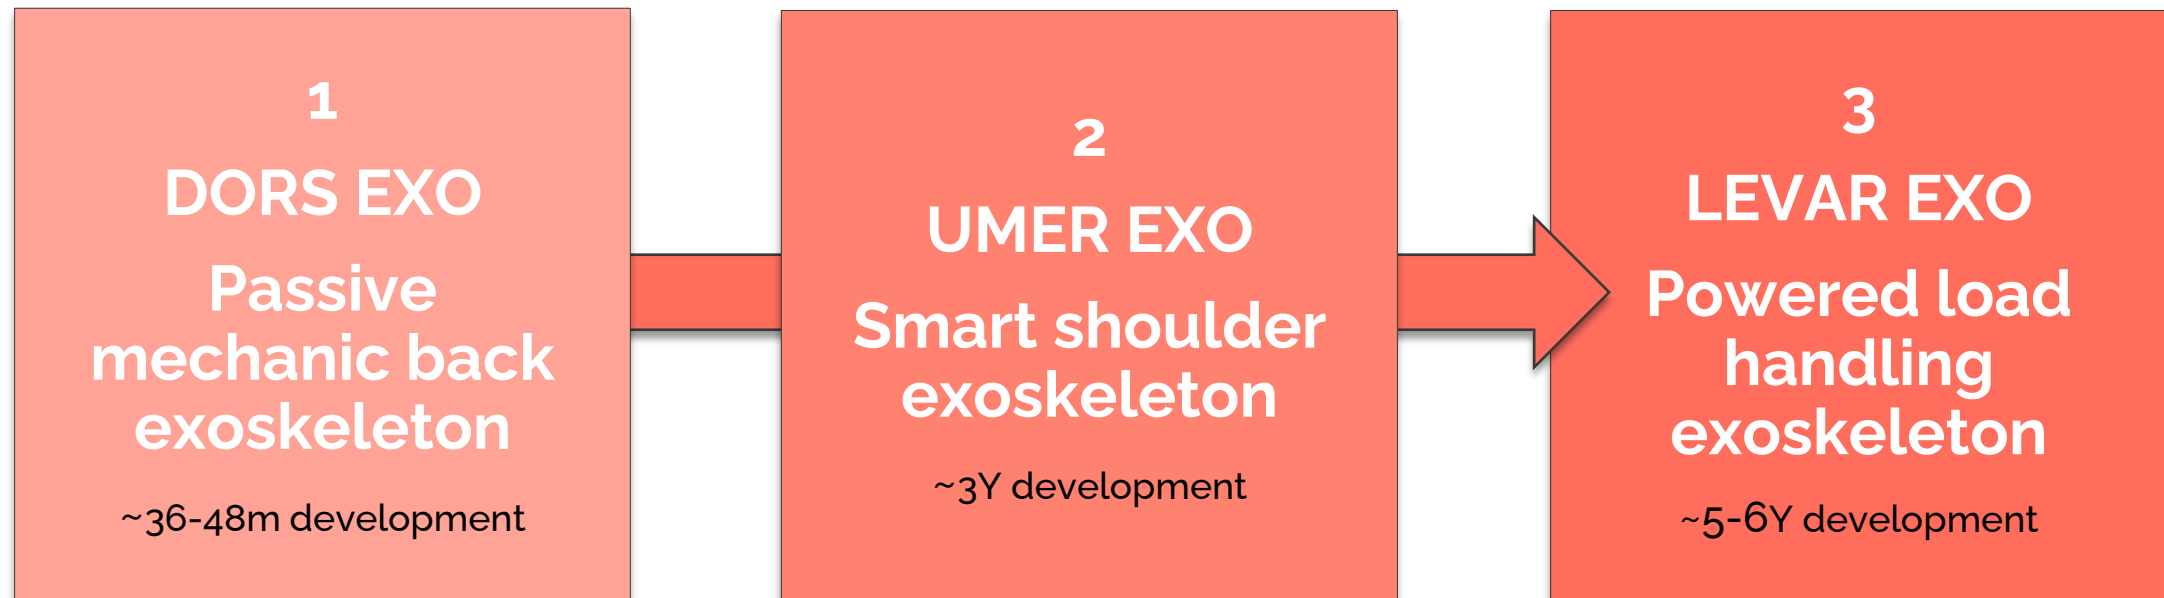 1
DORS EXO
Passive
mechanic back
exoskeleton
~36-48m development
2
UMER EXO
Smart shoulder
exoskeleton
~3Y development
3
LEVAR EXO
Powered load
handling
exoskeleton
~5-6Y development